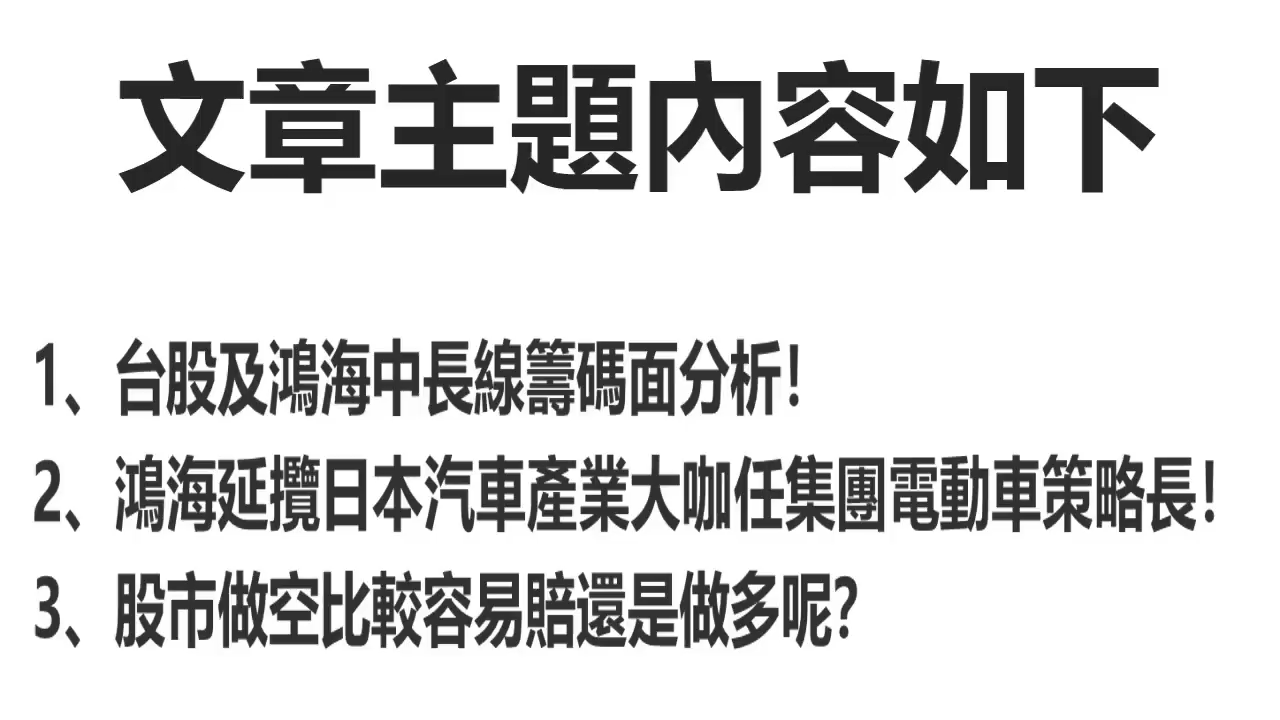 文章主題內容如下
1、台股及鴻海中長線籌碼面分析!
2、鴻海延攬日本汽車產業大咖任集團電動車策略長!
3、股市做空比較容易賠還是做多呢?